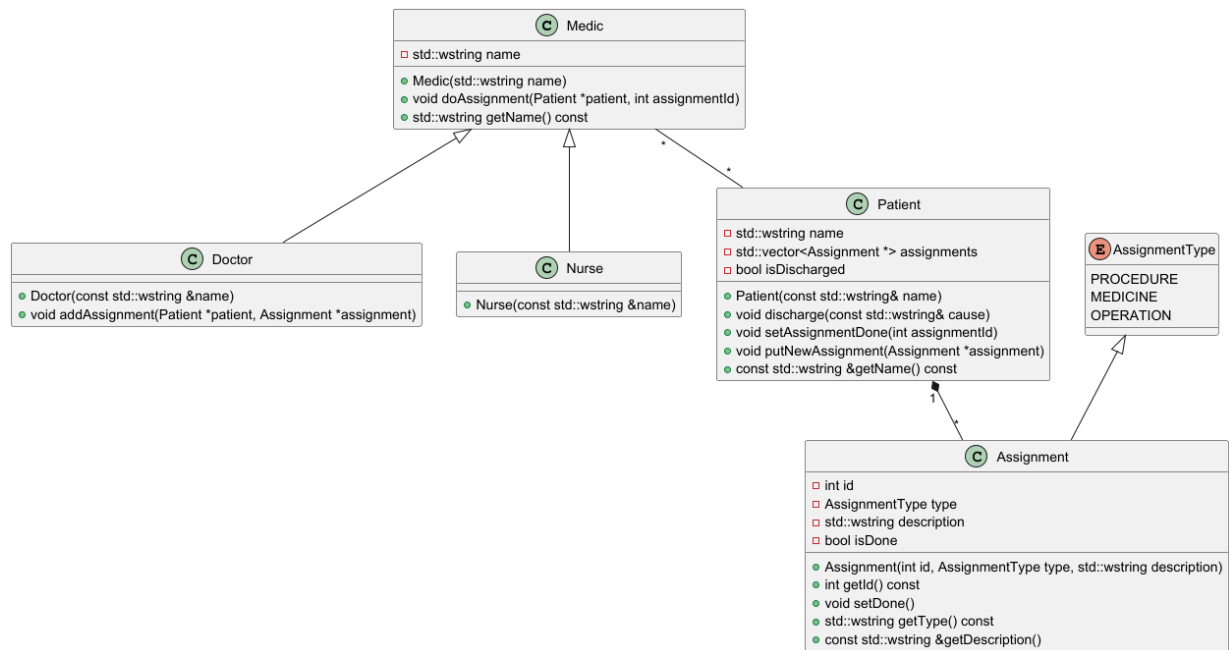 C Medic
std::wstring name
Medic(std::wstring name)
void doAssignment(Patient *patient, int assignmentId)
std::wstring getName() const
*
*
C Doctor
Doctor(const std::wstring &name)
void addAssignment(Patient *patient, Assignment *assignment)
C Nurse
Nurse(const std::wstring &name)
C Patient
std::wstring name
std::vector<Assignment *> assignments
bool isDischarged
Patient(const std::wstring& name)
void discharge(const std::wstring& cause)
void setAssignmentDone(int assignmentId)
void putNewAssignment(Assignment *assignment)
const std::wstring &getName() const
E AssignmentType
PROCEDURE
MEDICINE
OPERATION
1
*
C Assignment
int id
AssignmentType type
std::wstring description
bool isDone
Assignment(int id, AssignmentType type, std::wstring description)
int getId() const
void setDone()
std::wstring getType() const
const std::wstring &getDescription()